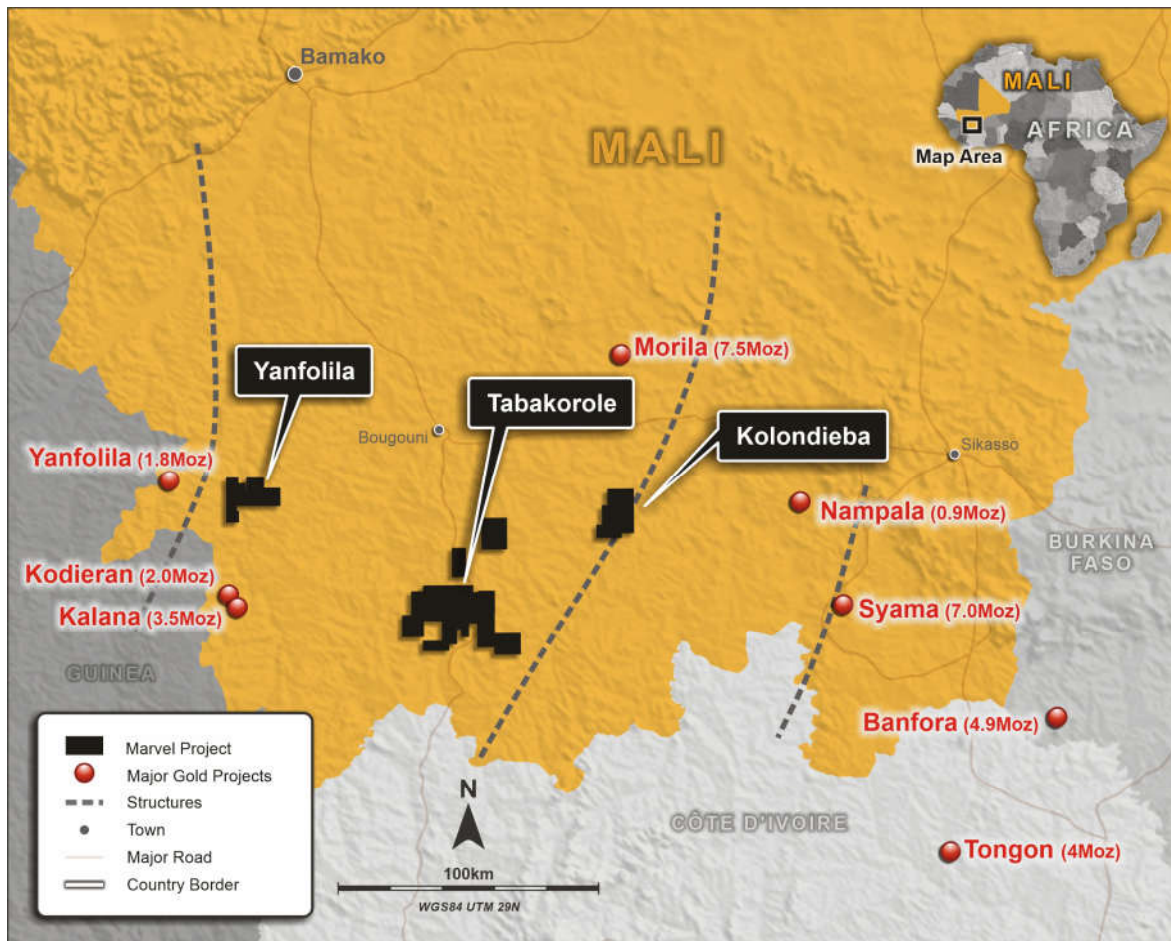 Bamako
MALI
MALI
AFRICA
Map Area
Morila (7.5Moz)
Yanfolila
Tabakorole
Kolondieba
Bougouni
Sikasso
Yanfolila (1.8Moz)
Nampala (0.9Moz)
BURKINA
FASO
Kodieran (2.0Moz)
Kalana (3.5Moz)
Syama (7.0Moz)
GUINEA
Banfora (4.9Moz)
Marvel Project
Major Gold Projects
Structures
Town
Major Road
Country Border
N
100km
WGS84 UTM 29N
CÔTE D'IVOIRE
Tongon (4Moz)